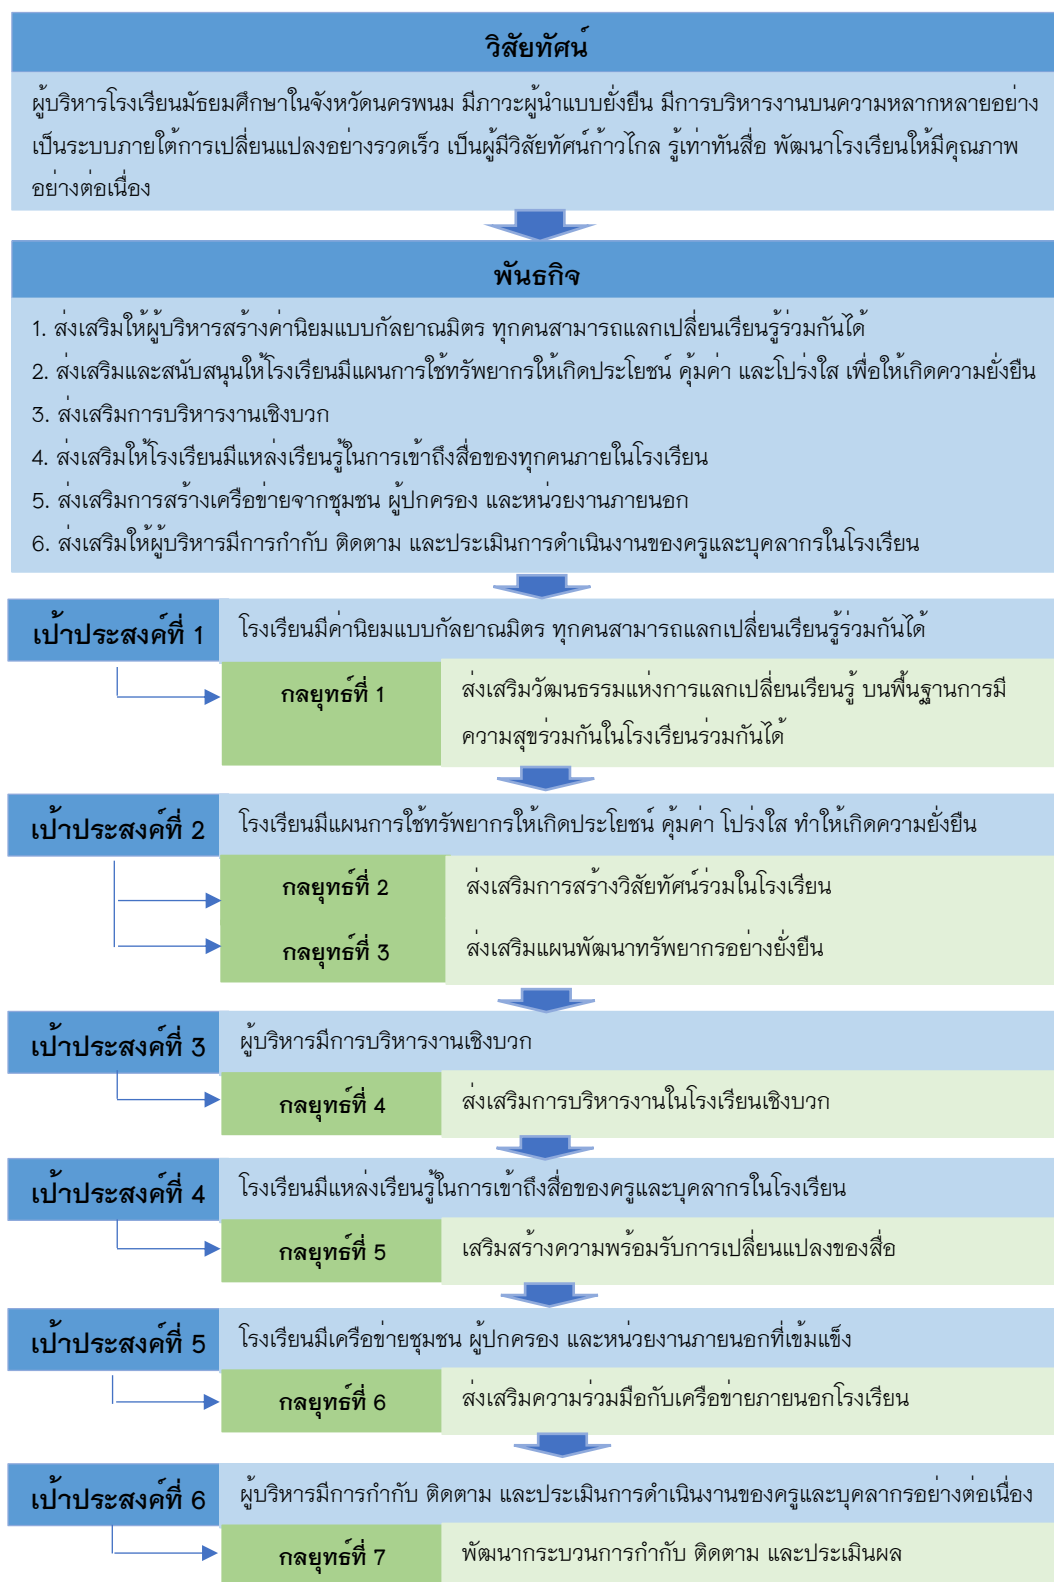 วิสัยทัศน์
ผู้บริหารโรงเรียนมัธยมศึกษาในจังหวัดนครพนม มีภาวะผู้นำแบบยั่งยืน มีการบริหารงานบนความหลากหลายอย่าง
เป็นระบบภายใต้การเปลี่ยนแปลงอย่างรวดเร็ว เป็นผู้มีวิสัยทัศน์ก้าวไกล รู้เท่าทันสื่อ พัฒนาโรงเรียนให้มีคุณภาพ
อย่างต่อเนื่อง
พันธกิจ
1. ส่งเสริมให้ผู้บริหารสร้างค่านิยมแบบกัลยาณมิตร ทุกคนสามารถแลกเปลี่ยนเรียนรู้ร่วมกันได้
2. ส่งเสริมและสนับสนุนให้โรงเรียนมีแผนการใช้ทรัพยากรให้เกิดประโยชน์ คุ้มค่า และโปร่งใส เพื่อให้เกิดความยั่งยืน
3. ส่งเสริมการบริหารงานเชิงบวก
4. ส่งเสริมให้โรงเรียนมีแหล่งเรียนรู้ในการเข้าถึงสื่อของทุกคนภายในโรงเรียน
5. ส่งเสริมการสร้างเครือข่ายจากชุมชน ผู้ปกครอง และหน่วยงานภายนอก
6. ส่งเสริมให้ผู้บริหารมีการกำกับ ติดตาม และประเมินการดำเนินงานของครูและบุคลากรในโรงเรียน
เป้าประสงค์ที่ 1 โรงเรียนมีค่านิยมแบบกัลยาณมิตร ทุกคนสามารถแลกเปลี่ยนเรียนรู้ร่วมกันได้
กลยุทธ์ที่ 1 ส่งเสริมวัฒนธรรมแห่งการแลกเปลี่ยนเรียนรู้ บนพื้นฐานการมี
ความสุขร่วมกันในโรงเรียนร่วมกันได้
เป้าประสงค์ที่ 2 โรงเรียนมีแผนการใช้ทรัพยากรให้เกิดประโยชน์ คุ้มค่า โปร่งใส ทำให้เกิดความยั่งยืน
กลยุทธ์ที่ 2 ส่งเสริมการสร้างวิสัยทัศน์ร่วมในโรงเรียน
กลยุทธ์ที่ 3 ส่งเสริมแผนพัฒนาทรัพยากรอย่างยั่งยืน
เป้าประสงค์ที่ 3 ผู้บริหารมีการบริหารงานเชิงบวก
กลยุทธ์ที่ 4 ส่งเสริมการบริหารงานในโรงเรียนเชิงบวก
เป้าประสงค์ที่ 4 โรงเรียนมีแหล่งเรียนรู้ในการเข้าถึงสื่อของครูและบุคลากรในโรงเรียน
กลยุทธ์ที่ 5 เสริมสร้างความพร้อมรับการเปลี่ยนแปลงของสื่อ
เป้าประสงค์ที่ 5 โรงเรียนมีเครือข่ายชุมชน ผู้ปกครอง และหน่วยงานภายนอกที่เข้มแข็ง
กลยุทธ์ที่ 6 ส่งเสริมความร่วมมือกับเครือข่ายภายนอกโรงเรียน
เป้าประสงค์ที่ 6 ผู้บริหารมีการกำกับ ติดตาม และประเมินการดำเนินงานของครูและบุคลากรอย่างต่อเนื่อง
กลยุทธ์ที่ 7 พัฒนากระบวนการกำกับ ติดตาม และประเมินผล